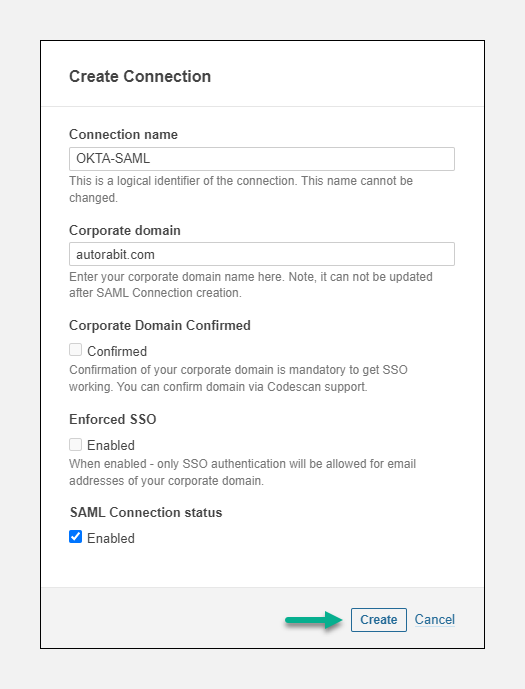 Create Connection
Connection name
OKTA-SAML
This is a logical identifier of the connection. This name cannot be
changed.
Corporate domain
autorabit.com
Enter your corporate domain name here. Note, it can not be updated
after SAML Connection creation.
Corporate Domain Confirmed
Confirmed
Confirmation of your corporate domain is mandatory to get SSO
working. You can confirm domain via Codescan support.
Enforced SSO
Enabled
When enabled - only SSO authentication will be allowed for email
addresses of your corporate domain.
SAML Connection status
Enabled
Create Cancel